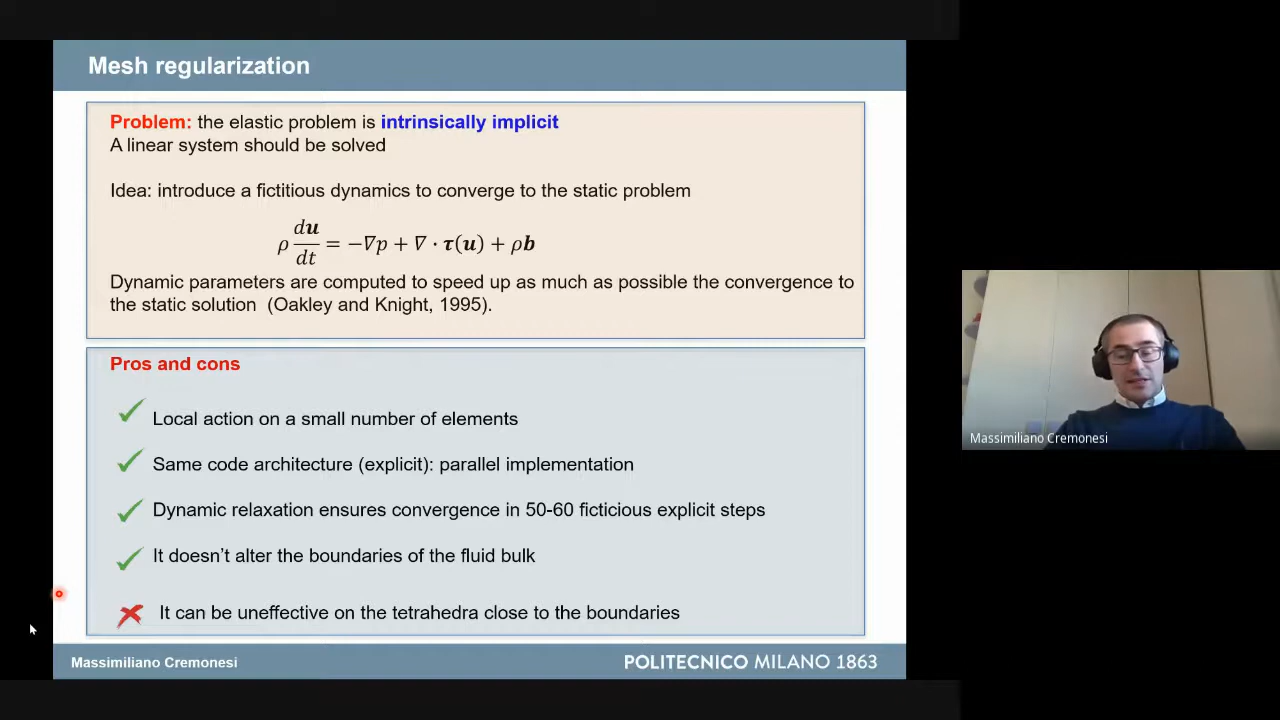 Mesh regularization
Problem: the elastic problem is intrinsically implicit
A linear system should be solved
Idea: introduce a fictitious dynamics to converge to the static problem
ρ d𝒖/dt = −∇p + ∇ · 𝝉(𝒖) + ρ𝒃
Dynamic parameters are computed to speed up as much as possible the convergence to
the static solution (Oakley and Knight, 1995).
Pros and cons
Local action on a small number of elements
Same code architecture (explicit): parallel implementation
Dynamic relaxation ensures convergence in 50-60 ficticious explicit steps
It doesn't alter the boundaries of the fluid bulk
It can be uneffective on the tetrahedra close to the boundaries
Massimiliano Cremonesi
POLITECNICO MILANO 1863
Massimiliano Cremonesi